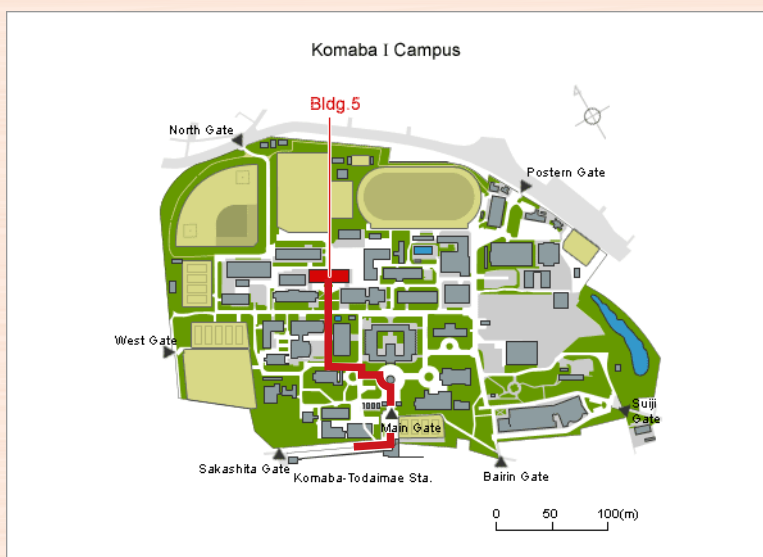 Komaba I Campus
Bldg.5
North Gate
Postern Gate
West Gate
Suiji
Gate
Main Gate
Sakashita Gate
Komaba-Todaimae Sta.
Bairin Gate
0 50 100(m)